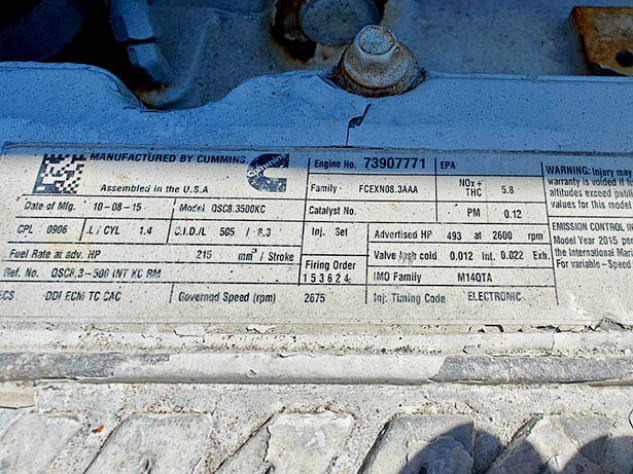 MANUFACTURED BY CUMMINS
Cummins
Engine No. 73907771 EPA
Assembled in the U.S.A
Family FCEXN08.3AAA NOx+ THC 5.8
Date of Mfg. 10-08-15 Model QSC8.3500KC
Catalyst No. PM 0.12
CPL 0906 .L / CYL 1.4 C.I.D./L 505 / 8.3
Inj. Set Advertised HP 493 at 2600 rpm
Fuel Rate at adv. HP 215 mm³ / Stroke
Valve lash cold 0.012 Int. 0.022 Exh.
Firing Order
153624
Ref. No. QSC8.3-500 INT KC RM
IMO Family M14QTA
ECS DDI ECM TC CAC Governed Speed (rpm) 2675
Inj. Timing Code ELECTRONIC
WARNING: Injury may
warranty is voided if fu
altitudes exceed publi
values for this model
EMISSION CONTROL IN
Model Year 2015
the International Mari
For variable - Speed